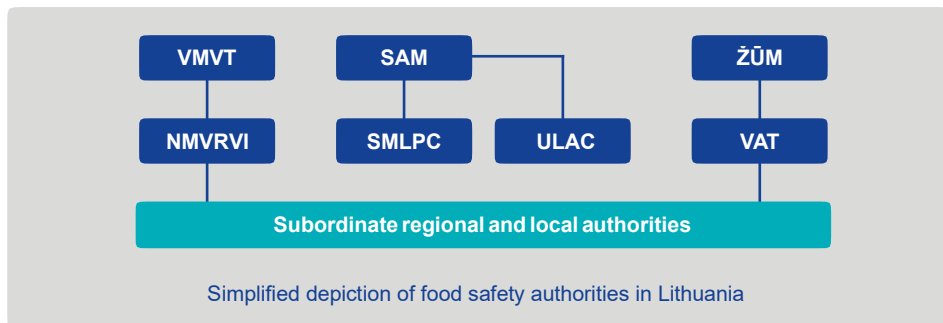 VMVT
SAM
ŽŪM
NMVRVI
SMLPC
ULAC
VAT
Subordinate regional and local authorities
Simplified depiction of food safety authorities in Lithuania